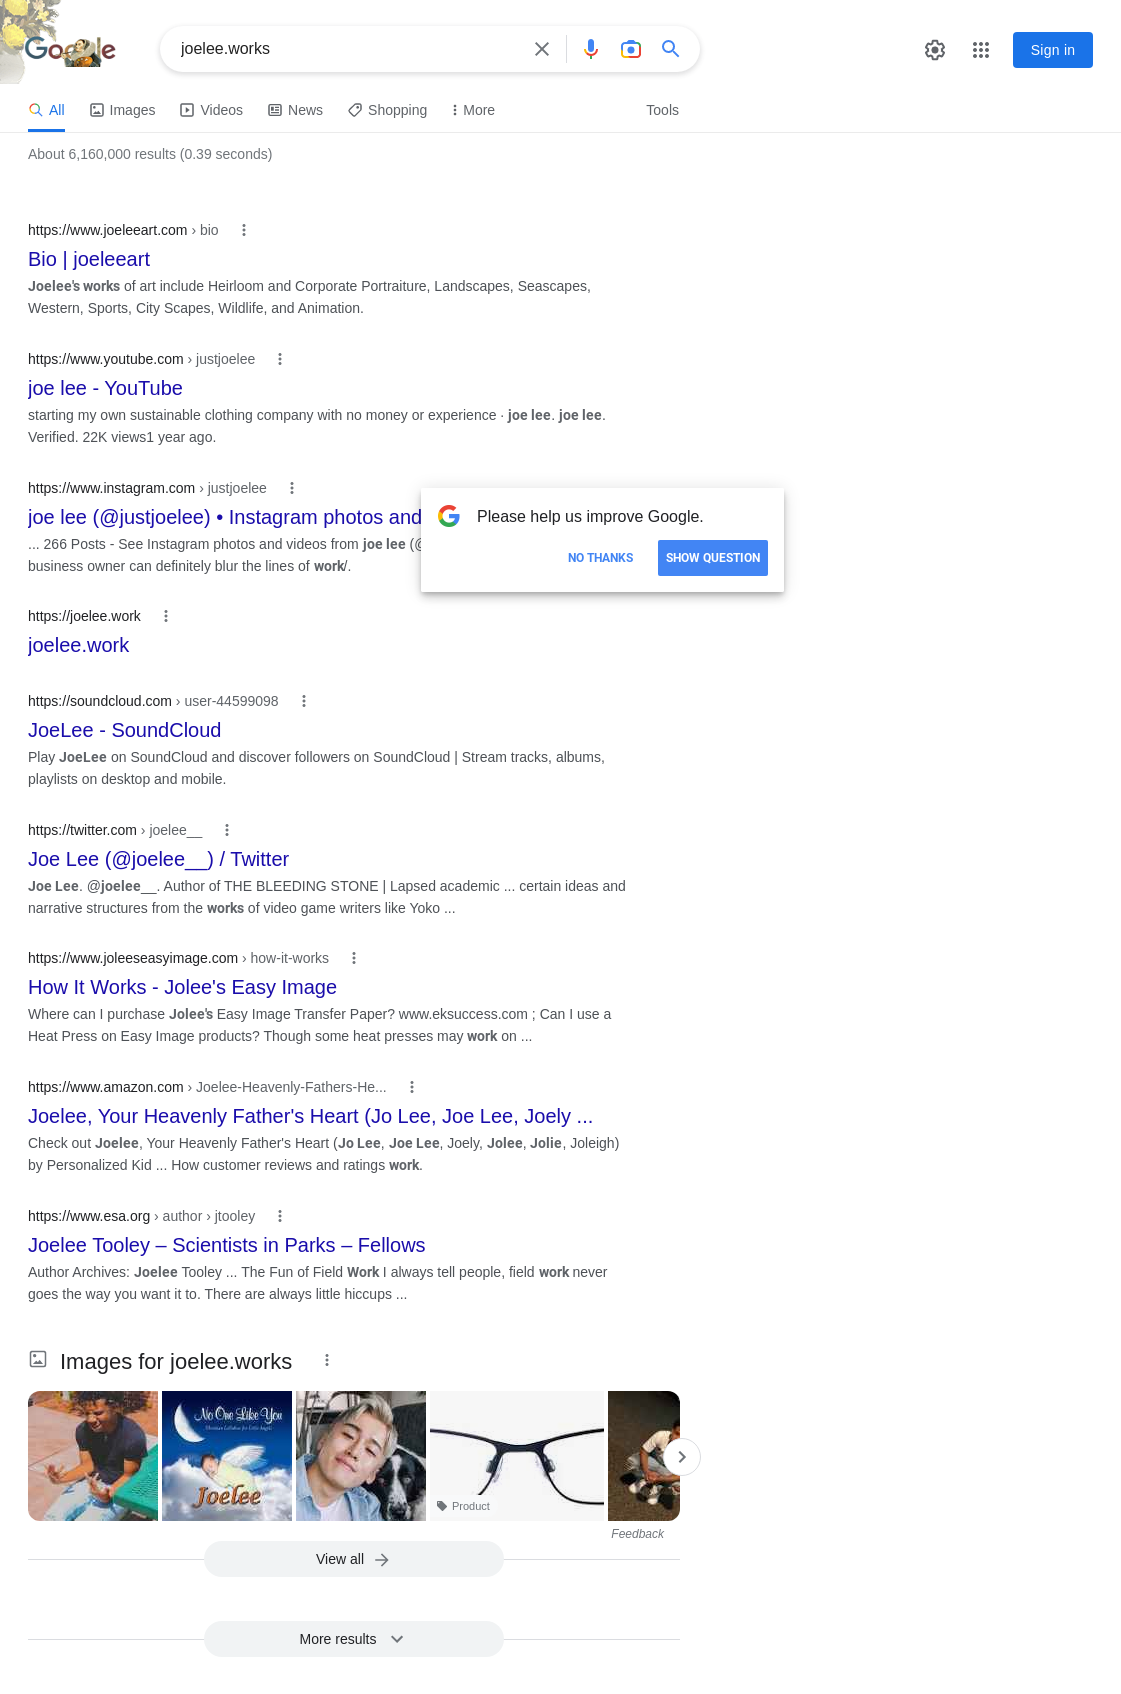 Google
joelee.works
Sign in
All
Images
Videos
News
Shopping
More
Tools
About 6,160,000 results (0.39 seconds)
https://www.joeleeart.com › bio
Bio | joeleeart
Joelee's works of art include Heirloom and Corporate Portraiture, Landscapes, Seascapes,
Western, Sports, City Scapes, Wildlife, and Animation.
https://www.youtube.com › justjoelee
joe lee - YouTube
starting my own sustainable clothing company with no money or experience · joe lee. joe lee.
Verified. 22K views1 year ago.
https://www.instagram.com › justjoelee
joe lee (@justjoelee) • Instagram photos and
... 266 Posts - See Instagram photos and videos from joe lee (@
business owner can definitely blur the lines of work/.
Please help us improve Google.
NO THANKS
SHOW QUESTION
https://joelee.work
joelee.work
https://soundcloud.com › user-44599098
JoeLee - SoundCloud
Play JoeLee on SoundCloud and discover followers on SoundCloud | Stream tracks, albums,
playlists on desktop and mobile.
https://twitter.com › joelee__
Joe Lee (@joelee__) / Twitter
Joe Lee. @joelee__. Author of THE BLEEDING STONE | Lapsed academic ... certain ideas and
narrative structures from the works of video game writers like Yoko ...
https://www.joleeseasyimage.com › how-it-works
How It Works - Jolee's Easy Image
Where can I purchase Jolee's Easy Image Transfer Paper? www.eksuccess.com ; Can I use a
Heat Press on Easy Image products? Though some heat presses may work on ...
https://www.amazon.com › Joelee-Heavenly-Fathers-He...
Joelee, Your Heavenly Father's Heart (Jo Lee, Joe Lee, Joely ...
Check out Joelee, Your Heavenly Father's Heart (Jo Lee, Joe Lee, Joely, Jolee, Jolie, Joleigh)
by Personalized Kid ... How customer reviews and ratings work.
https://www.esa.org › author › jtooley
Joelee Tooley – Scientists in Parks – Fellows
Author Archives: Joelee Tooley ... The Fun of Field Work I always tell people, field work never
goes the way you want it to. There are always little hiccups ...
Images for joelee.works
No One Like You
Joelee
Product
Feedback
View all
More results